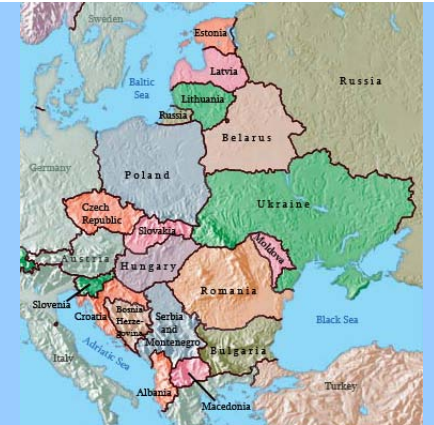 Sweden
Estonia
Latvia
Russia
Baltic
Sea
Lithuania
Russia
Belarus
Germany
Poland
Ukraine
Czech
Republic
Slovakia
Moldova
Austria
Hungary
Romania
Slovenia
Croatia
Bosnia
Herze-
govina
Serbia
and
Montenegro
Black Sea
Italy
Adriatic Sea
Bulgaria
Albania
Macedonia
Turkey